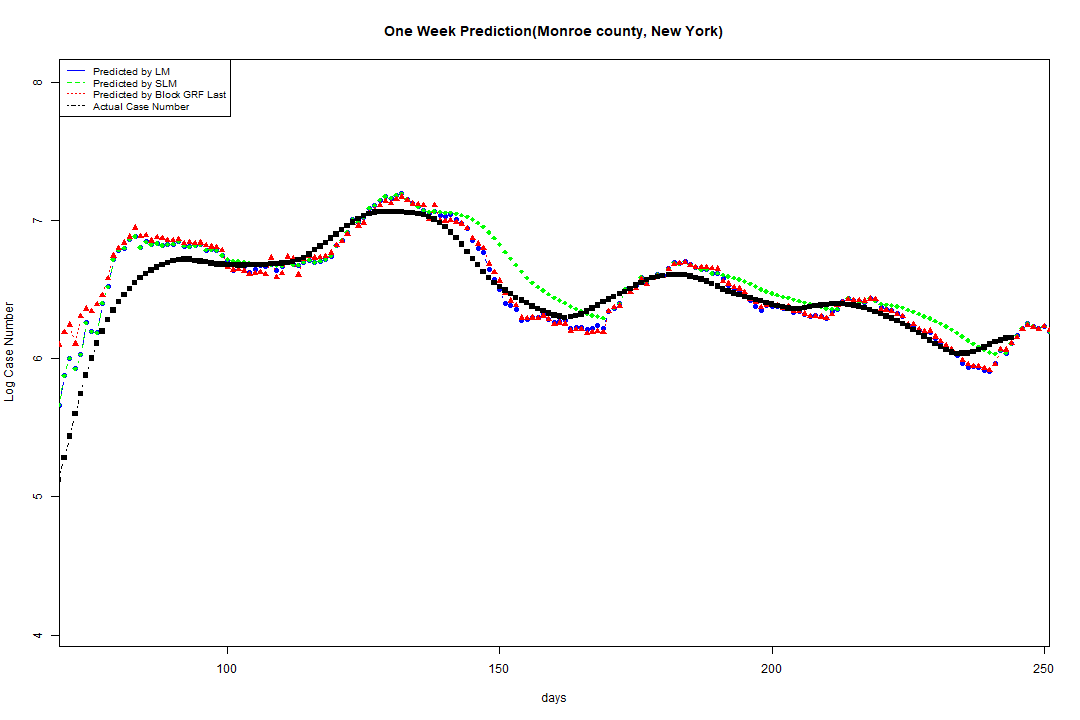 One Week Prediction(Monroe county, New York)
Predicted by LM
Predicted by SLM
Predicted by Block GRF Last
Actual Case Number
8
7
6
5
4
Log Case Number
100 150 200 250
days